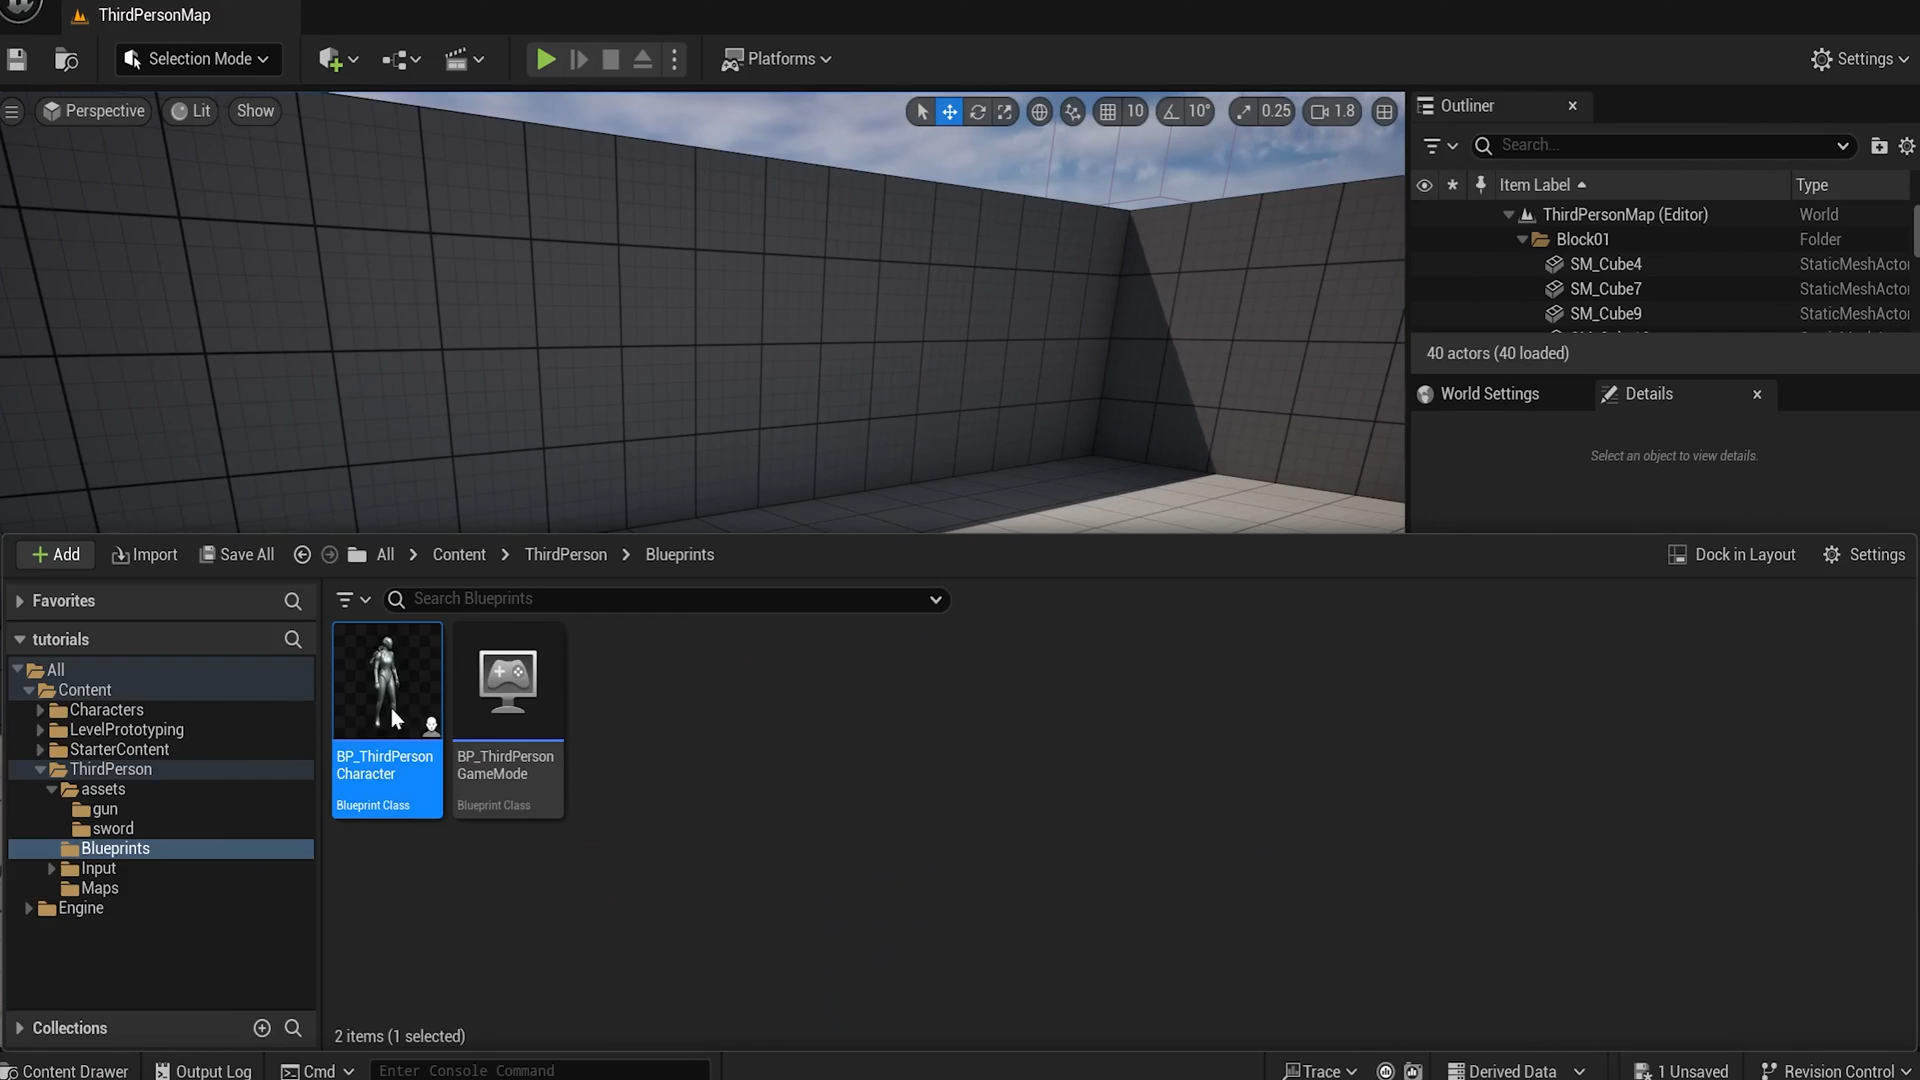 ThirdPersonMap
Selection Mode
Platforms
Settings
Perspective
Lit
Show
10
10°
0.25
1.8
Outliner
Search...
Item Label
Type
ThirdPersonMap (Editor)
World
Block01
Folder
SM_Cube4
StaticMeshActo
SM_Cube7
StaticMeshActo
SM_Cube9
StaticMeshActo
40 actors (40 loaded)
World Settings
Details
Select an object to view details.
Add
Import
Save All
All
Content
ThirdPerson
Blueprints
Dock in Layout
Settings
Favorites
Search Blueprints
tutorials
All
Content
Characters
LevelPrototyping
StarterContent
ThirdPerson
assets
gun
sword
Blueprints
Input
Maps
Engine
BP_ThirdPerson
Character
Blueprint Class
BP_ThirdPerson
GameMode
Blueprint Class
Collections
2 items (1 selected)
Content Drawer
Output Log
Cmd
Enter Console Command
Trace
Derived Data
1 Unsaved
Revision Control